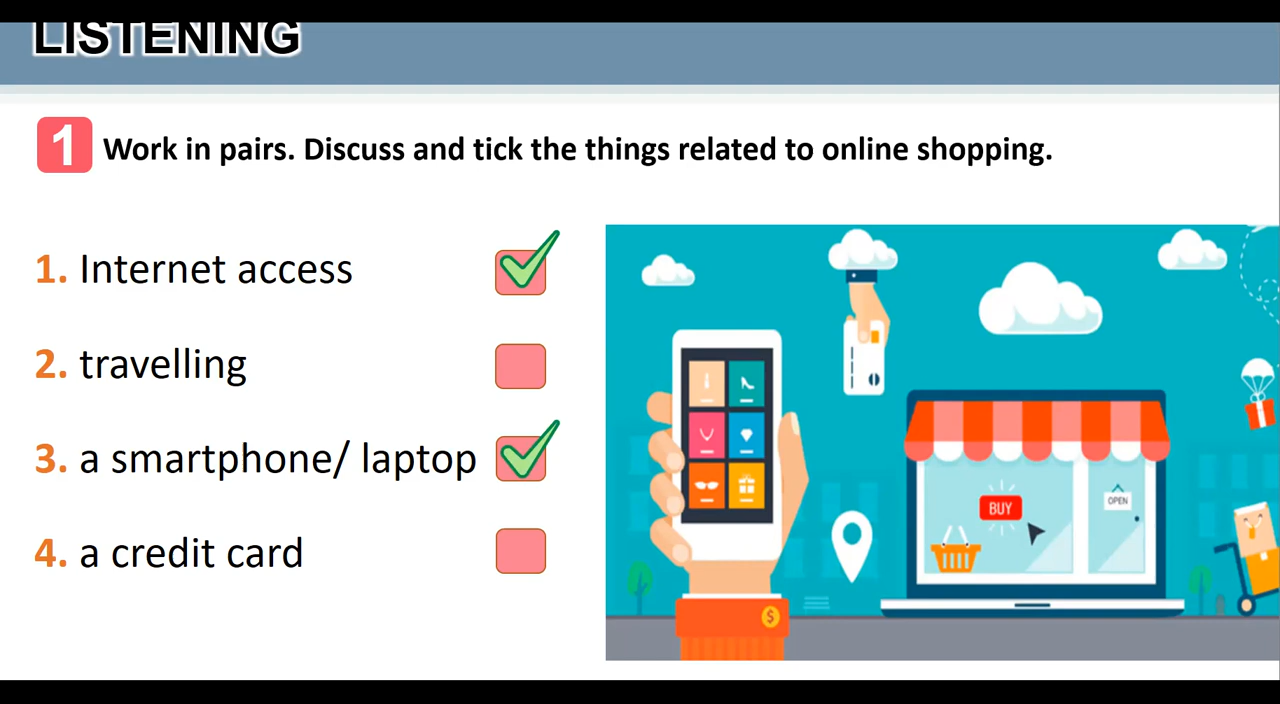 LISTENING
1 Work in pairs. Discuss and tick the things related to online shopping.
1. Internet access
2. travelling
3. a smartphone/ laptop
4. a credit card
BUY
OPEN
$